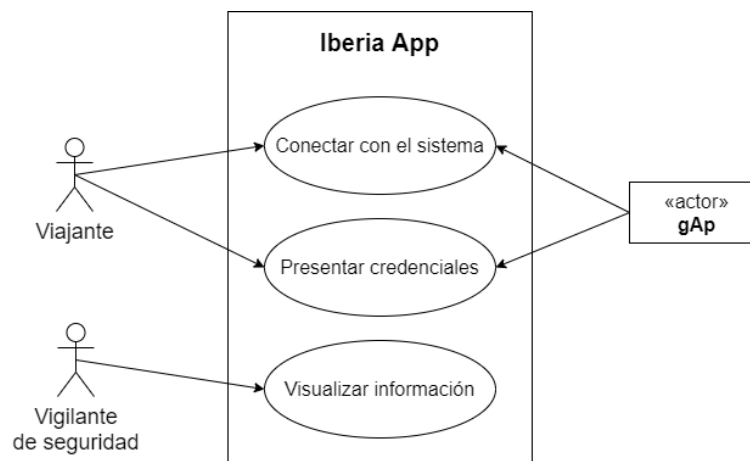 Iberia App
Conectar con el sistema
Viajante
«actor»
gAp
Presentar credenciales
Visualizar información
Vigilante
de seguridad